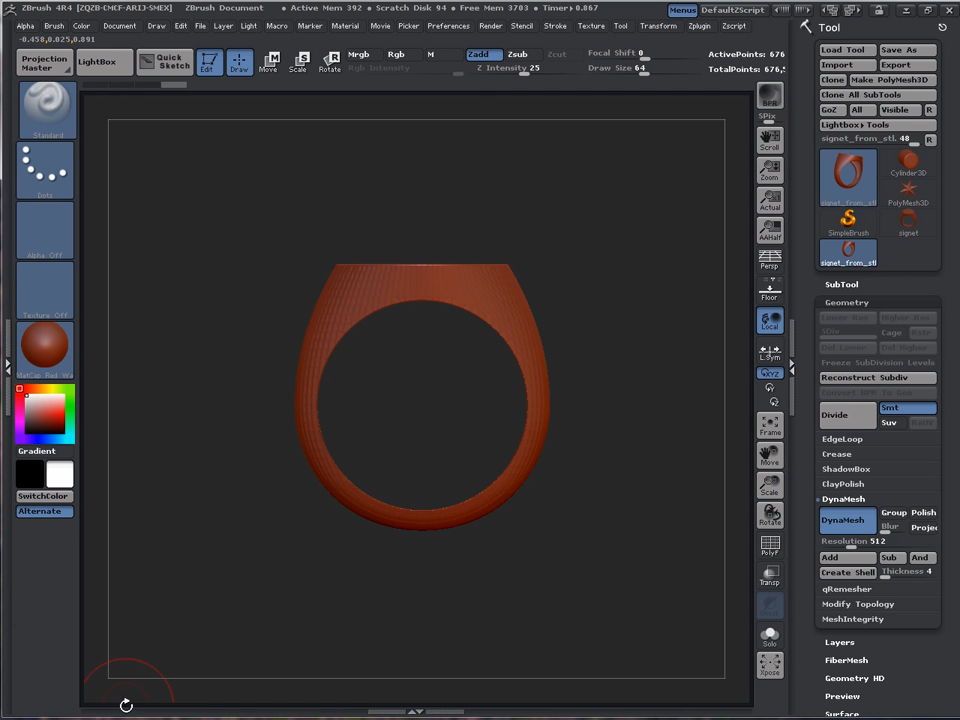 ZBrush 4R4 [ZQZB-CMCF-ARIJ-SMEX] ZBrush Document • Active Mem 392 • Scratch Disk 94 • Free Mem 3703 • Timer▸0.867 Menus DefaultZScript
Alpha Brush Color Document Draw Edit File Layer Light Macro Marker Material Movie Picker Preferences Render Stencil Stroke Texture Tool Transform Zplugin Zscript
-0.458,0.025,0.891
Projection Master
LightBox
Quick Sketch
Edit
Draw
Move
Scale
Rotate
Mrgb Rgb M
Rgb Intensity
Zadd Zsub Zcut
Z Intensity 25
Focal Shift 0
Draw Size 64
ActivePoints: 676
TotalPoints: 676,
Standard
Dots
Alpha Off
Texture Off
MatCap Red Wa
Gradient
SwitchColor
Alternate
BPR
SPix
Scroll
Zoom
Actual
AAHalf
Persp
Floor
Local
L.Sym
XYZ
Frame
Move
Scale
Rotate
PolyF
Transp
Solo
Xpose
Tool
Load Tool Save As
Import Export
Clone Make PolyMesh3D
Clone All SubTools
GoZ All Visible R
Lightbox▸Tools
signet_from_stl. 48 R
signet_from_stl
Cylinder3D
PolyMesh3D
SimpleBrush
signet
signet_from_stl
SubTool
Geometry
Lower Res Higher Res
SDiv Cage Rstr
Del Lower Del Higher
Freeze SubDivision Levels
Reconstruct Subdiv
Convert BPR To Geo
Divide
Smt
Suv
EdgeLoop
Crease
ShadowBox
ClayPolish
DynaMesh
DynaMesh
Group Polish
Blur Projec
Resolution 512
Add Sub And
Create Shell Thickness 4
qRemesher
Modify Topology
MeshIntegrity
Layers
FiberMesh
Geometry HD
Preview
Surface